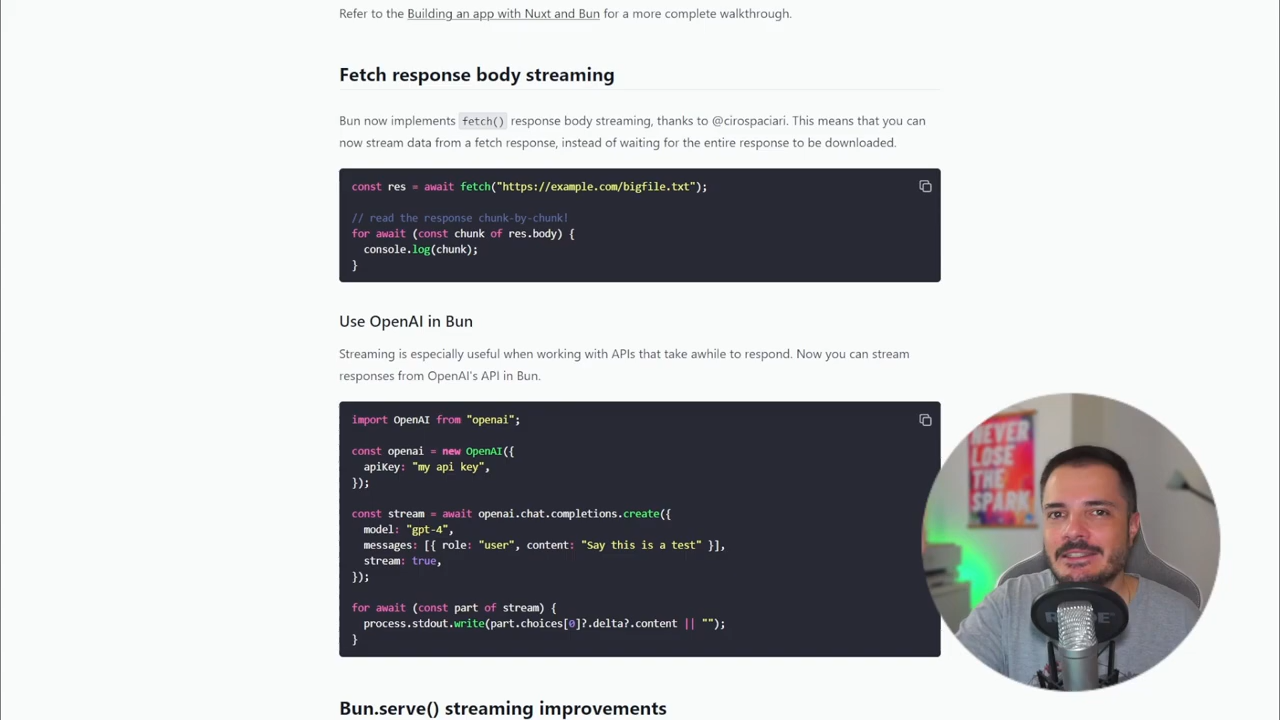 Refer to the Building an app with Nuxt and Bun for a more complete walkthrough.
Fetch response body streaming
Bun now implements fetch() response body streaming, thanks to @cirospaciari. This means that you can
now stream data from a fetch response, instead of waiting for the entire response to be downloaded.
const res = await fetch("https://example.com/bigfile.txt");
// read the response chunk-by-chunk!
for await (const chunk of res.body) {
  console.log(chunk);
}
Use OpenAI in Bun
Streaming is especially useful when working with APIs that take awhile to respond. Now you can stream
responses from OpenAI's API in Bun.
import OpenAI from "openai";
const openai = new OpenAI({
  apiKey: "my api key",
});
const stream = await openai.chat.completions.create({
  model: "gpt-4",
  messages: [{ role: "user", content: "Say this is a test" }],
  stream: true,
});
for await (const part of stream) {
  process.stdout.write(part.choices[0]?.delta?.content || "");
}
Bun.serve() streaming improvements
NEVER
LOSE
THE
SPARK